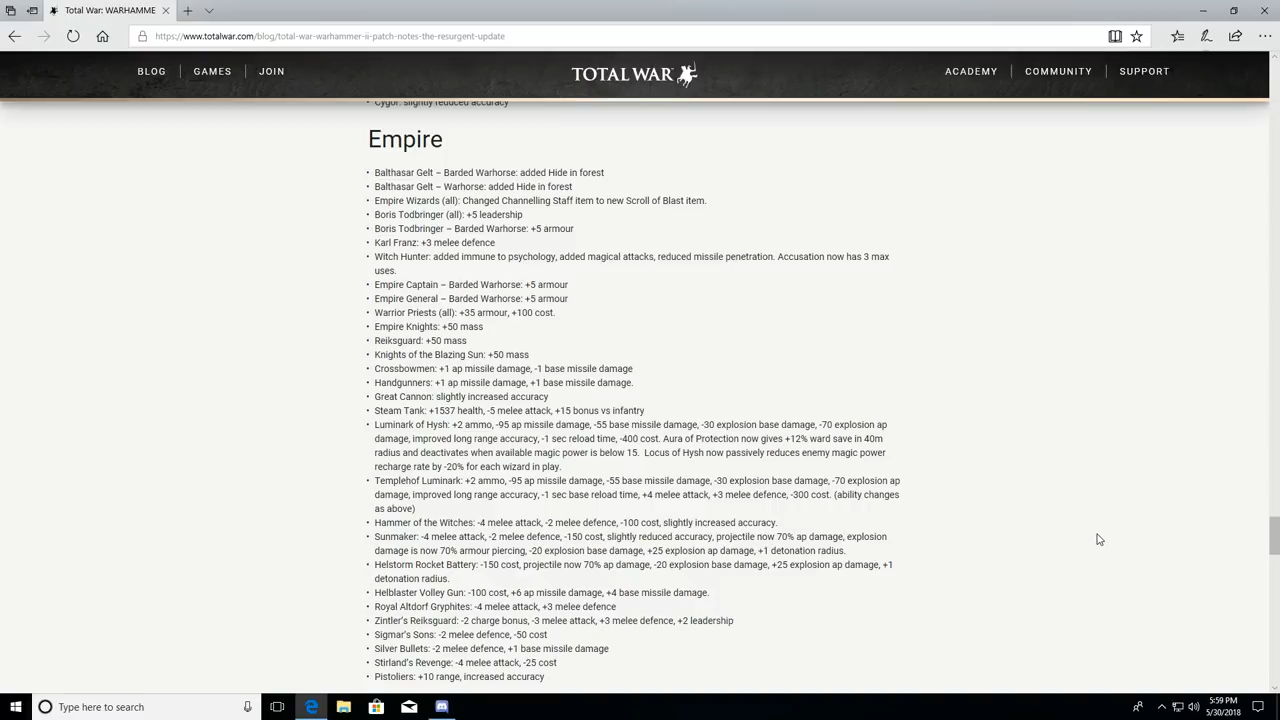 Total War: WARHAMME
https://www.totalwar.com/blog/total-war-warhammer-ii-patch-notes-the-resurgent-update
BLOG GAMES JOIN TOTAL WAR ACADEMY COMMUNITY SUPPORT
• Cygor: slightly reduced accuracy
Empire
• Balthasar Gelt – Barded Warhorse: added Hide in forest
• Balthasar Gelt – Warhorse: added Hide in forest
• Empire Wizards (all): Changed Channelling Staff item to new Scroll of Blast item.
• Boris Todbringer (all): +5 leadership
• Boris Todbringer – Barded Warhorse: +5 armour
• Karl Franz: +3 melee defence
• Witch Hunter: added immune to psychology, added magical attacks, reduced missile penetration. Accusation now has 3 max
uses.
• Empire Captain – Barded Warhorse: +5 armour
• Empire General – Barded Warhorse: +5 armour
• Warrior Priests (all): +35 armour, +100 cost.
• Empire Knights: +50 mass
• Reiksguard: +50 mass
• Knights of the Blazing Sun: +50 mass
• Crossbowmen: +1 ap missile damage, -1 base missile damage
• Handgunners: +1 ap missile damage, +1 base missile damage.
• Great Cannon: slightly increased accuracy
• Steam Tank: +1537 health, -5 melee attack, +15 bonus vs infantry
• Luminark of Hysh: +2 ammo, -95 ap missile damage, -55 base missile damage, -30 explosion base damage, -70 explosion ap
damage, improved long range accuracy, -1 sec reload time, -400 cost. Aura of Protection now gives +12% ward save in 40m
radius and deactivates when available magic power is below 15.  Locus of Hysh now passively reduces enemy magic power
recharge rate by -20% for each wizard in play.
• Templehof Luminark: +2 ammo, -95 ap missile damage, -55 base missile damage, -30 explosion base damage, -70 explosion ap
damage, improved long range accuracy, -1 sec base reload time, +4 melee attack, +3 melee defence, -300 cost. (ability changes
as above)
• Hammer of the Witches: -4 melee attack, -2 melee defence, -100 cost, slightly increased accuracy.
• Sunmaker: -4 melee attack, -2 melee defence, -150 cost, slightly reduced accuracy, projectile now 70% ap damage, explosion
damage is now 70% armour piercing, -20 explosion base damage, +25 explosion ap damage, +1 detonation radius.
• Helstorm Rocket Battery: -150 cost, projectile now 70% ap damage, -20 explosion base damage, +25 explosion ap damage, +1
detonation radius.
• Helblaster Volley Gun: -100 cost, +6 ap missile damage, +4 base missile damage.
• Royal Altdorf Gryphites: -4 melee attack, +3 melee defence
• Zintler's Reiksguard: -2 charge bonus, -3 melee attack, +3 melee defence, +2 leadership
• Sigmar's Sons: -2 melee defence, -50 cost
• Silver Bullets: -2 melee defence, +1 base missile damage
• Stirland's Revenge: -4 melee attack, -25 cost
• Pistoliers: +10 range, increased accuracy
Type here to search
5:59 PM
5/30/2018